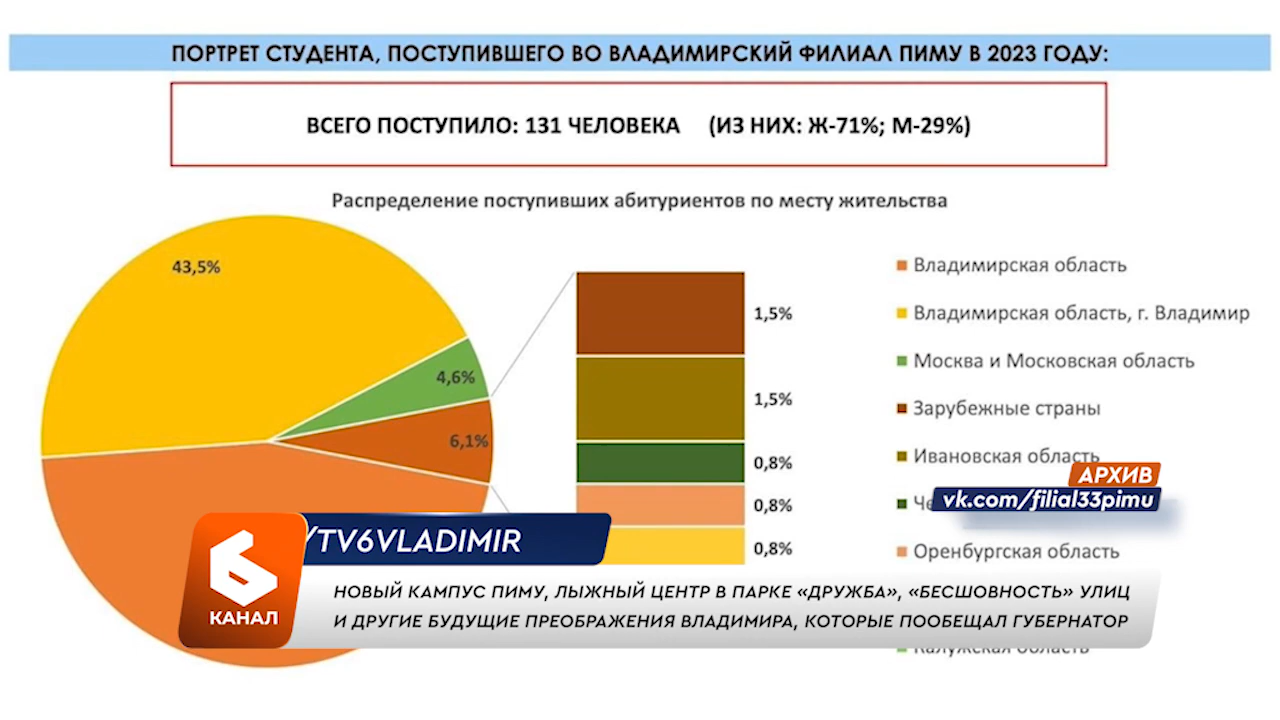 ПОРТРЕТ СТУДЕНТА, ПОСТУПИВШЕГО ВО ВЛАДИМИРСКИЙ ФИЛИАЛ ПИМУ В 2023 ГОДУ:
ВСЕГО ПОСТУПИЛО: 131 ЧЕЛОВЕКА (ИЗ НИХ: Ж-71%; М-29%)
Распределение поступивших абитуриентов по месту жительства
43,5%
4,6%
6,1%
1,5%
1,5%
0,8%
0,8%
0,8%
Владимирская область
Владимирская область, г. Владимир
Москва и Московская область
Зарубежные страны
Ивановская область
Оренбургская область
Калужская область
АРХИВ
vk.com/filial33pimu
/TV6VLADIMIR
6
КАНАЛ
НОВЫЙ КАМПУС ПИМУ, ЛЫЖНЫЙ ЦЕНТР В ПАРКЕ «ДРУЖБА», «БЕСШОВНОСТЬ» УЛИЦ
И ДРУГИЕ БУДУЩИЕ ПРЕОБРАЖЕНИЯ ВЛАДИМИРА, КОТОРЫЕ ПООБЕЩАЛ ГУБЕРНАТОР